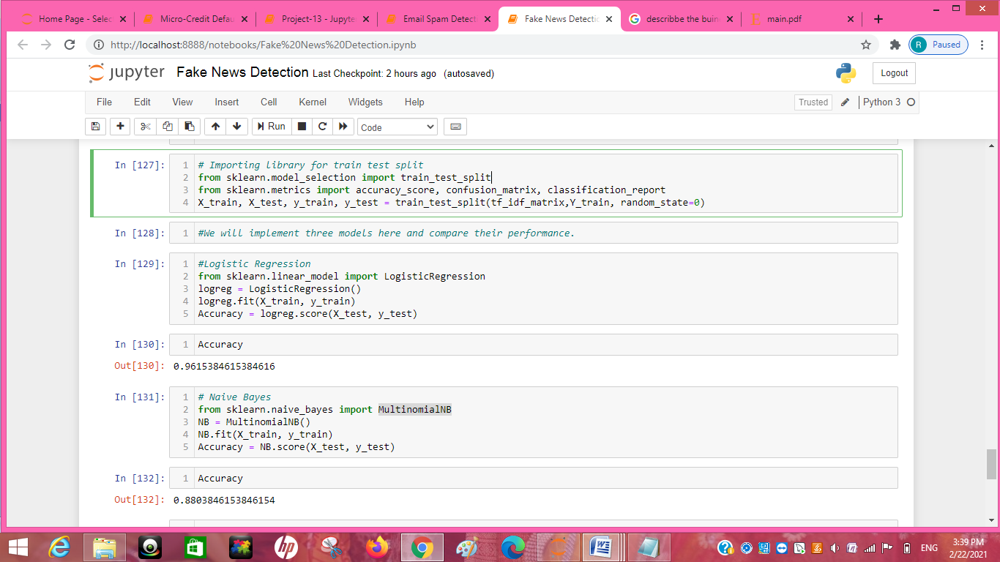 Home Page - Selec
Micro-Credit Defau
Project-13 - Jupyte
Email Spam Detecti
Fake News Detectio
describbe the buin
main.pdf
http://localhost:8888/notebooks/Fake%20News%20Detection.ipynb
R Paused
jupyter Fake News Detection Last Checkpoint: 2 hours ago (autosaved)
Logout
File Edit View Insert Cell Kernel Widgets Help
Trusted Python 3
Run Code
In [127]:
1 # Importing library for train test split
2 from sklearn.model_selection import train_test_split
3 from sklearn.metrics import accuracy_score, confusion_matrix, classification_report
4 X_train, X_test, y_train, y_test = train_test_split(tf_idf_matrix,Y_train, random_state=0)
In [128]:
1 #We will implement three models here and compare their performance.
In [129]:
1 #Logistic Regression
2 from sklearn.linear_model import LogisticRegression
3 logreg = LogisticRegression()
4 logreg.fit(X_train, y_train)
5 Accuracy = logreg.score(X_test, y_test)
In [130]:
1 Accuracy
Out[130]: 0.9615384615384616
In [131]:
1 # Naive Bayes
2 from sklearn.naive_bayes import MultinomialNB
3 NB = MultinomialNB()
4 NB.fit(X_train, y_train)
5 Accuracy = NB.score(X_test, y_test)
In [132]:
1 Accuracy
Out[132]: 0.8803846153846154
hp
ENG
3:39 PM
2/22/2021